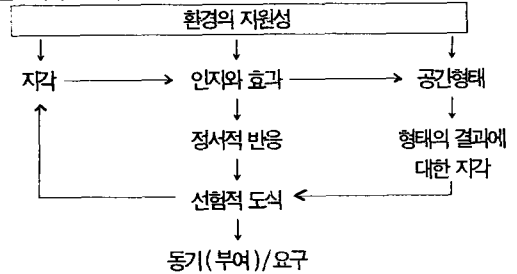 환경의 지원성
지각 인지와 효과 공간형태
정서적 반응 형태의 결과에
대한 지각
선험적 도식
동기(부여)/요구